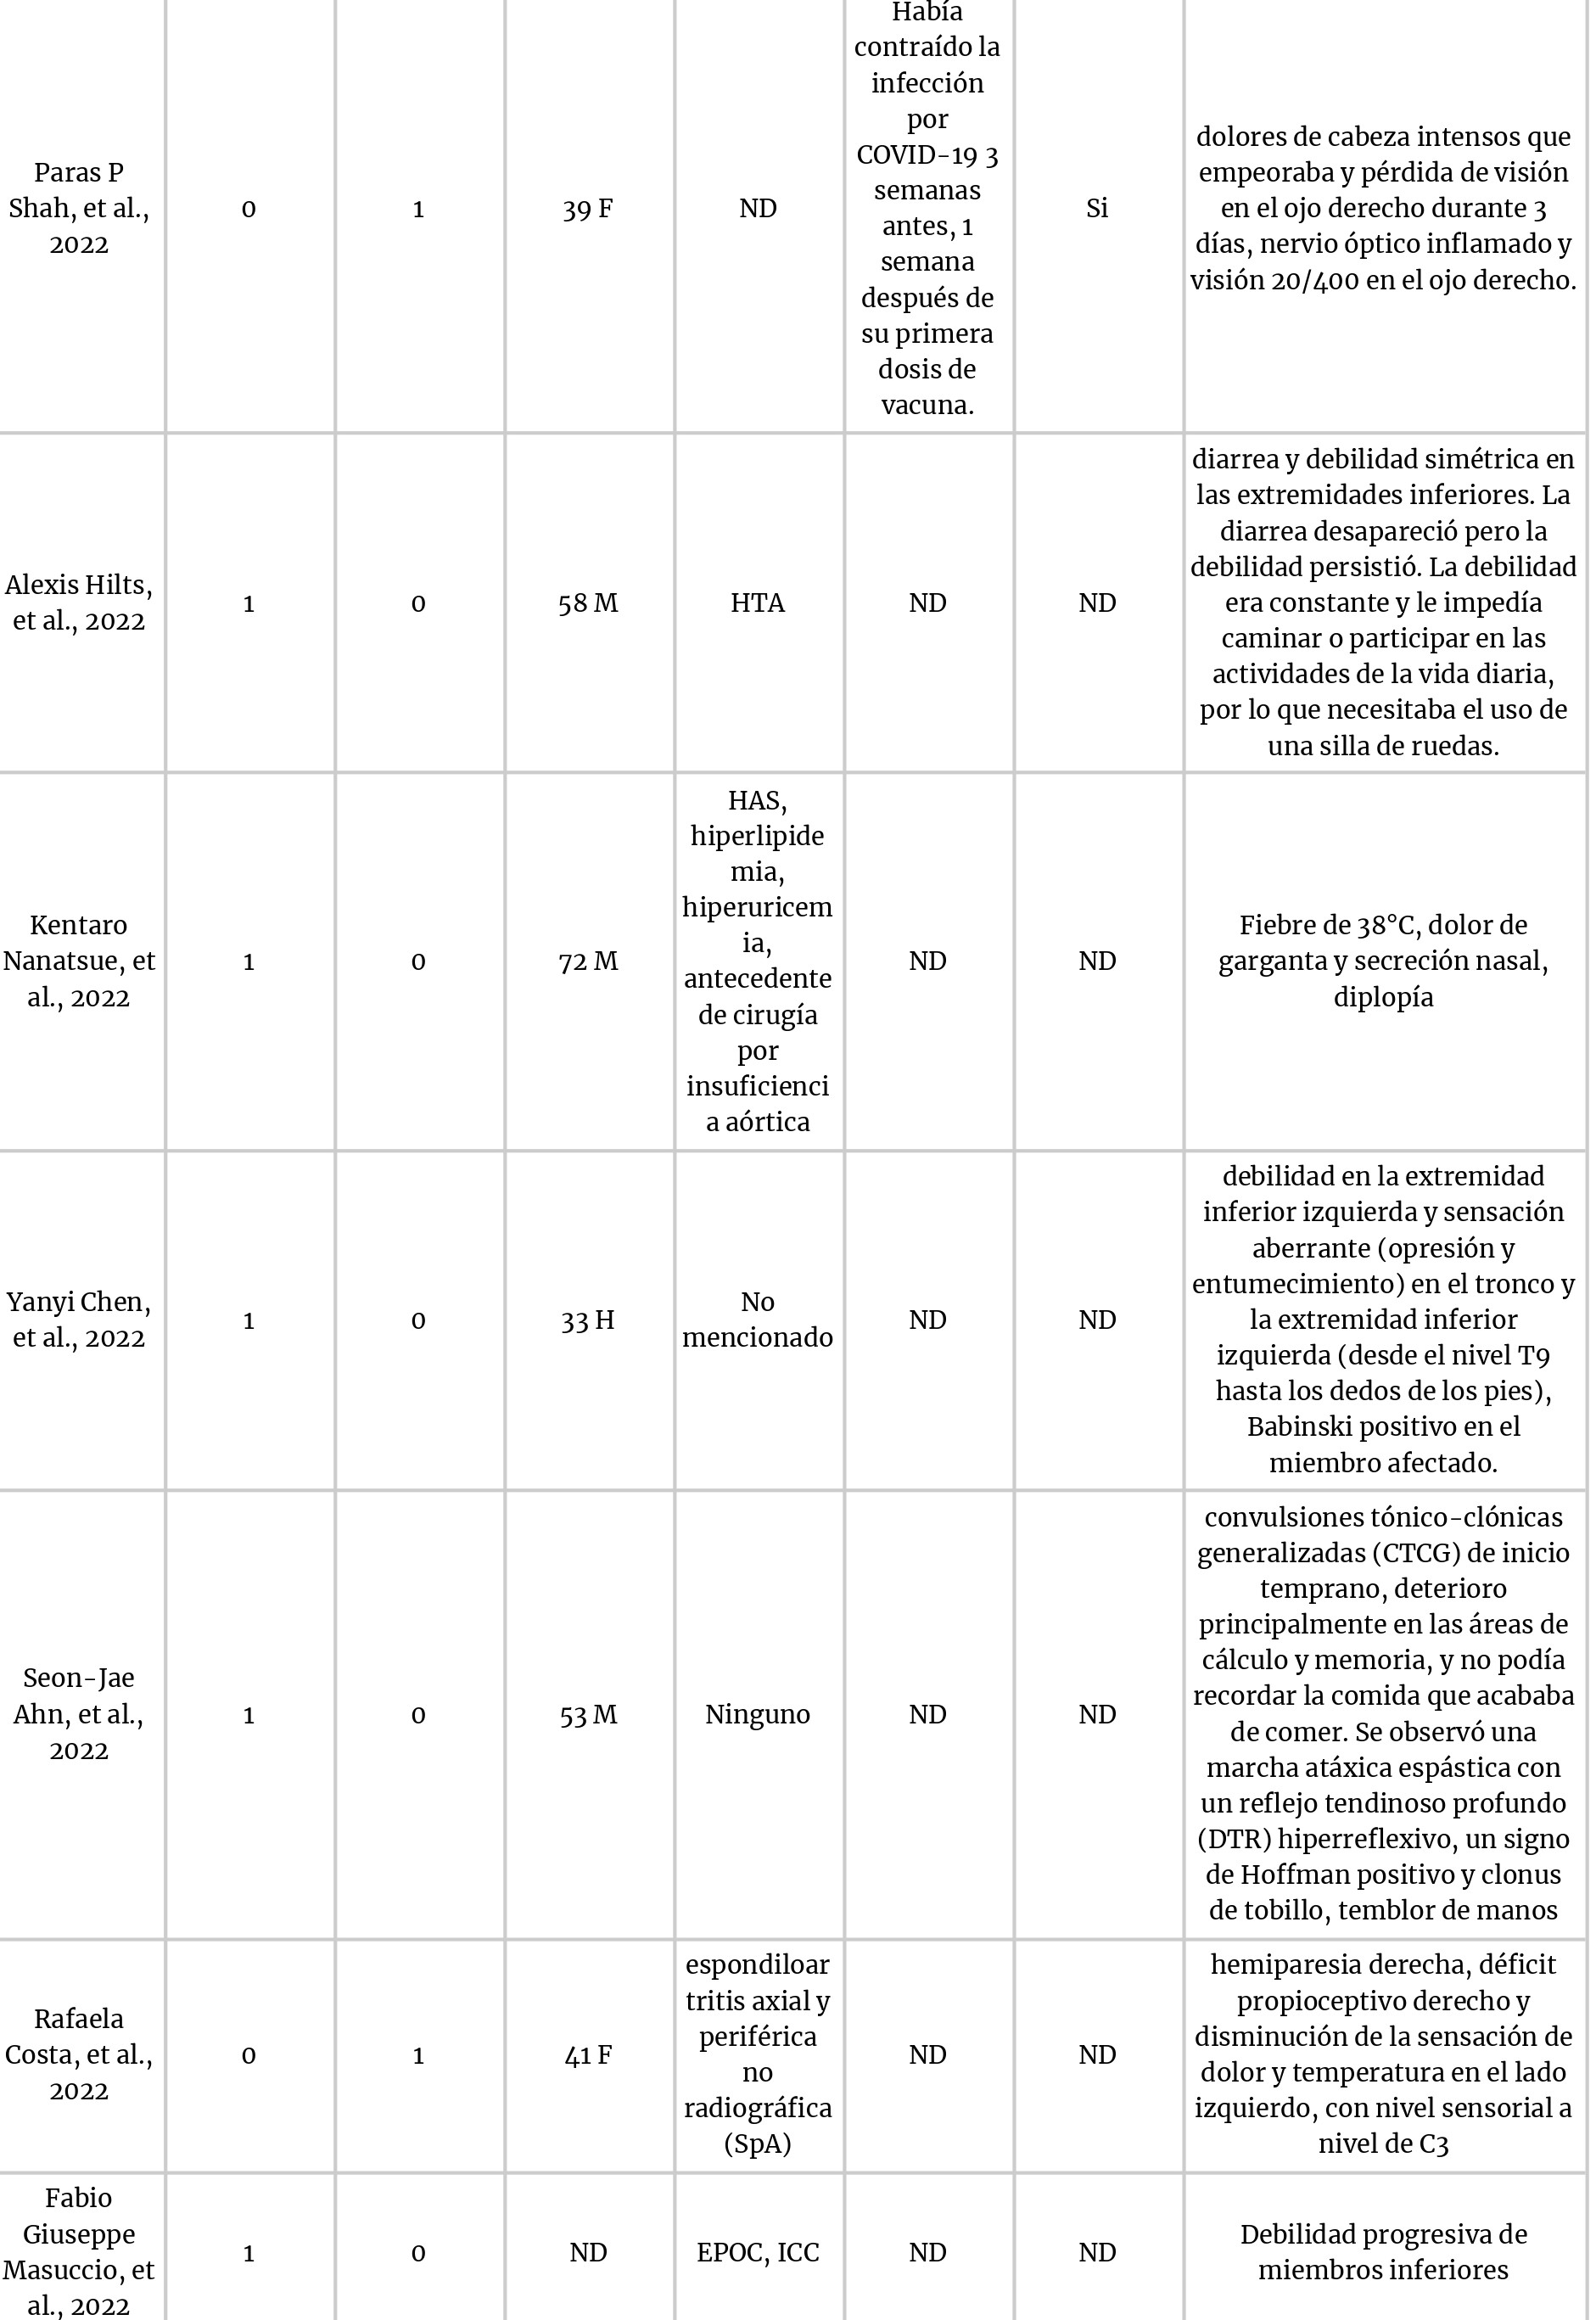 Paras P
Shah, et al.,
2022
0
1
39 F
ND
Había
contraído la
infección
por
COVID-19 3
semanas
antes, 1
semana
después de
su primera
dosis de
vacuna.
Si
dolores de cabeza intensos que
empeoraba y pérdida de visión
en el ojo derecho durante 3
días, nervio óptico inflamado y
visión 20/400 en el ojo derecho.
Alexis Hilts,
et al., 2022
1
0
58 M
HTA
ND
ND
diarrea y debilidad simétrica en
las extremidades inferiores. La
diarrea desapareció pero la
debilidad persistió. La debilidad
era constante y le impedía
caminar o participar en las
actividades de la vida diaria,
por lo que necesitaba el uso de
una silla de ruedas.
Kentaro
Nanatsue, et
al., 2022
1
0
72 M
HAS,
hiperlipide
mia,
hiperuricem
ia,
antecedente
de cirugía
por
insuficienci
a aórtica
ND
ND
Fiebre de 38°C, dolor de
garganta y secreción nasal,
diplopía
Yanyi Chen,
et al., 2022
1
0
33 H
No
mencionado
ND
ND
debilidad en la extremidad
inferior izquierda y sensación
aberrante (opresión y
entumecimiento) en el tronco y
la extremidad inferior
izquierda (desde el nivel T9
hasta los dedos de los pies),
Babinski positivo en el
miembro afectado.
Seon-Jae
Ahn, et al.,
2022
1
0
53 M
Ninguno
ND
ND
convulsiones tónico-clónicas
generalizadas (CTCG) de inicio
temprano, deterioro
principalmente en las áreas de
cálculo y memoria, y no podía
recordar la comida que acababa
de comer. Se observó una
marcha atáxica espástica con
un reflejo tendinoso profundo
(DTR) hiperreflexivo, un signo
de Hoffman positivo y clonus
de tobillo, temblor de manos
Rafaela
Costa, et al.,
2022
0
1
41 F
espondiloar
tritis axial y
periférica
no
radiográfica
(SpA)
ND
ND
hemiparesia derecha, déficit
propioceptivo derecho y
disminución de la sensación de
dolor y temperatura en el lado
izquierdo, con nivel sensorial a
nivel de C3
Fabio
Giuseppe
Masuccio, et
al., 2022
1
0
ND
EPOC, ICC
ND
ND
Debilidad progresiva de
miembros inferiores